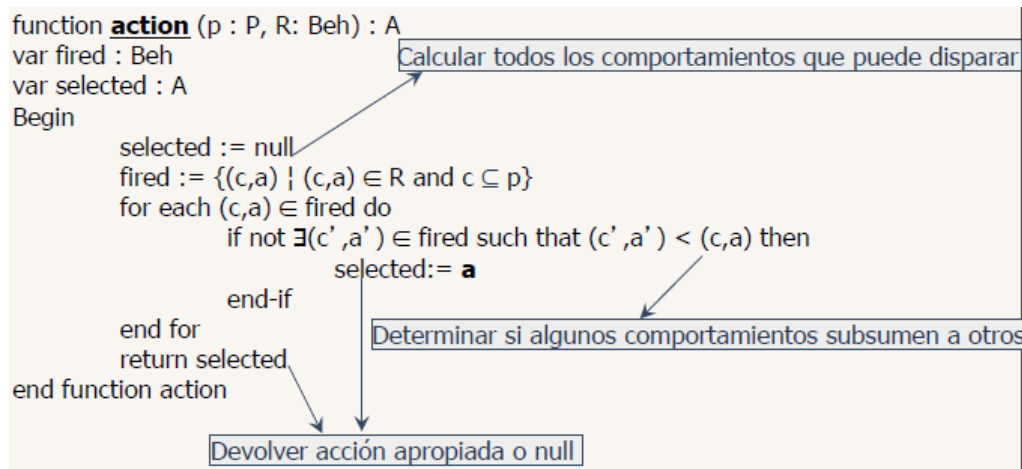 function action (p : P, R: Beh) : A
var fired : Beh
Calcular todos los comportamientos que puede disparar
var selected : A
Begin
selected := null
fired := {(c,a) ¦ (c,a) ∈ R and c ⊆ p}
for each (c,a) ∈ fired do
if not ∃(c',a') ∈ fired such that (c',a') < (c,a) then
selected:= a
end-if
end for
Determinar si algunos comportamientos subsumen a otros
return selected
end function action
Devolver acción apropiada o null